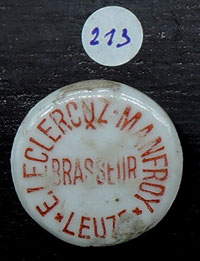 213
E. LECLERCQZ-MANFROY
BRASSEUR
* LEUZE *